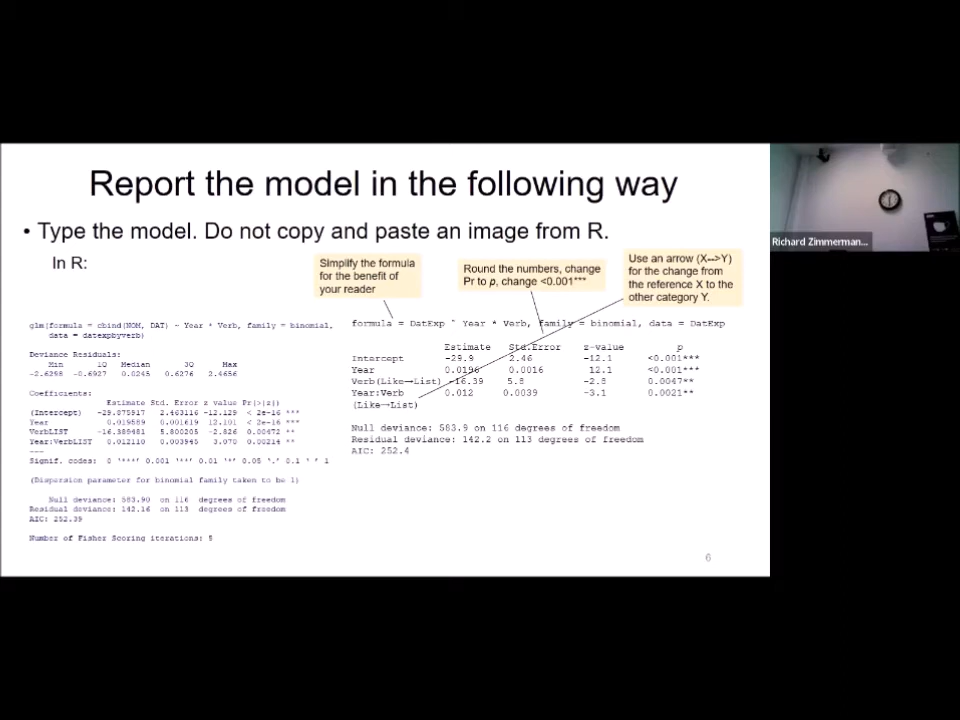 Report the model in the following way
• Type the model. Do not copy and paste an image from R.
In R:
Simplify the formula
for the benefit of
your reader
Round the numbers, change
Pr to p, change <0.001***
Use an arrow (X-->Y)
for the change from
the reference X to the
other category Y.
Richard Zimmerman...
glm(formula = cbind(NOM, DAT) ~ Year * Verb, family = binomial,
data = datexpbyverb)
Deviance Residuals:
Min 1Q Median 3Q Max
-2.6298 -0.6927 0.0245 0.6276 2.4656
Coefficients:
Estimate Std. Error z value Pr(>|z|)
(Intercept) -29.875917 2.463116 -12.129 < 2e-16 ***
Year 0.019589 0.001619 12.101 < 2e-16 ***
VerbLIST -16.389481 5.800205 -2.826 0.00472 **
Year:VerbLIST 0.012110 0.003945 3.070 0.00214 **
---
Signif. codes: 0 '***' 0.001 '**' 0.01 '*' 0.05 '.' 0.1 ' ' 1
(Dispersion parameter for binomial family taken to be 1)
Null deviance: 583.90 on 116 degrees of freedom
Residual deviance: 142.16 on 113 degrees of freedom
AIC: 252.39
Number of Fisher Scoring iterations: 5
formula = DatExp ~ Year * Verb, family = binomial, data = DatExp
Estimate Std.Error z-value p
Intercept -29.9 2.46 -12.1 <0.001***
Year 0.0196 0.0016 12.1 <0.001***
Verb(Like→List) -16.39 5.8 -2.8 0.0047**
Year:Verb 0.012 0.0039 -3.1 0.0021**
(Like→List)
Null deviance: 583.9 on 116 degrees of freedom
Residual deviance: 142.2 on 113 degrees of freedom
AIC: 252.4
6